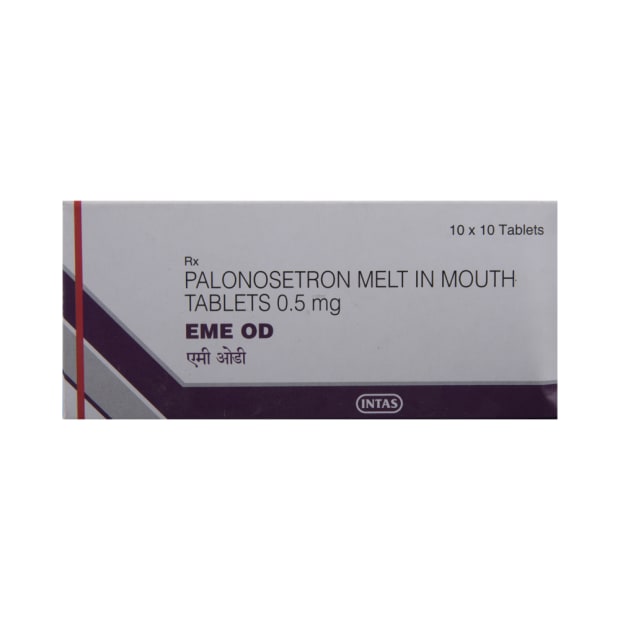 10 x 10 Tablets
Rx
PALONOSETRON MELT IN MOUTH
TABLETS 0.5 mg
EME OD
एमी ओडी
INTAS